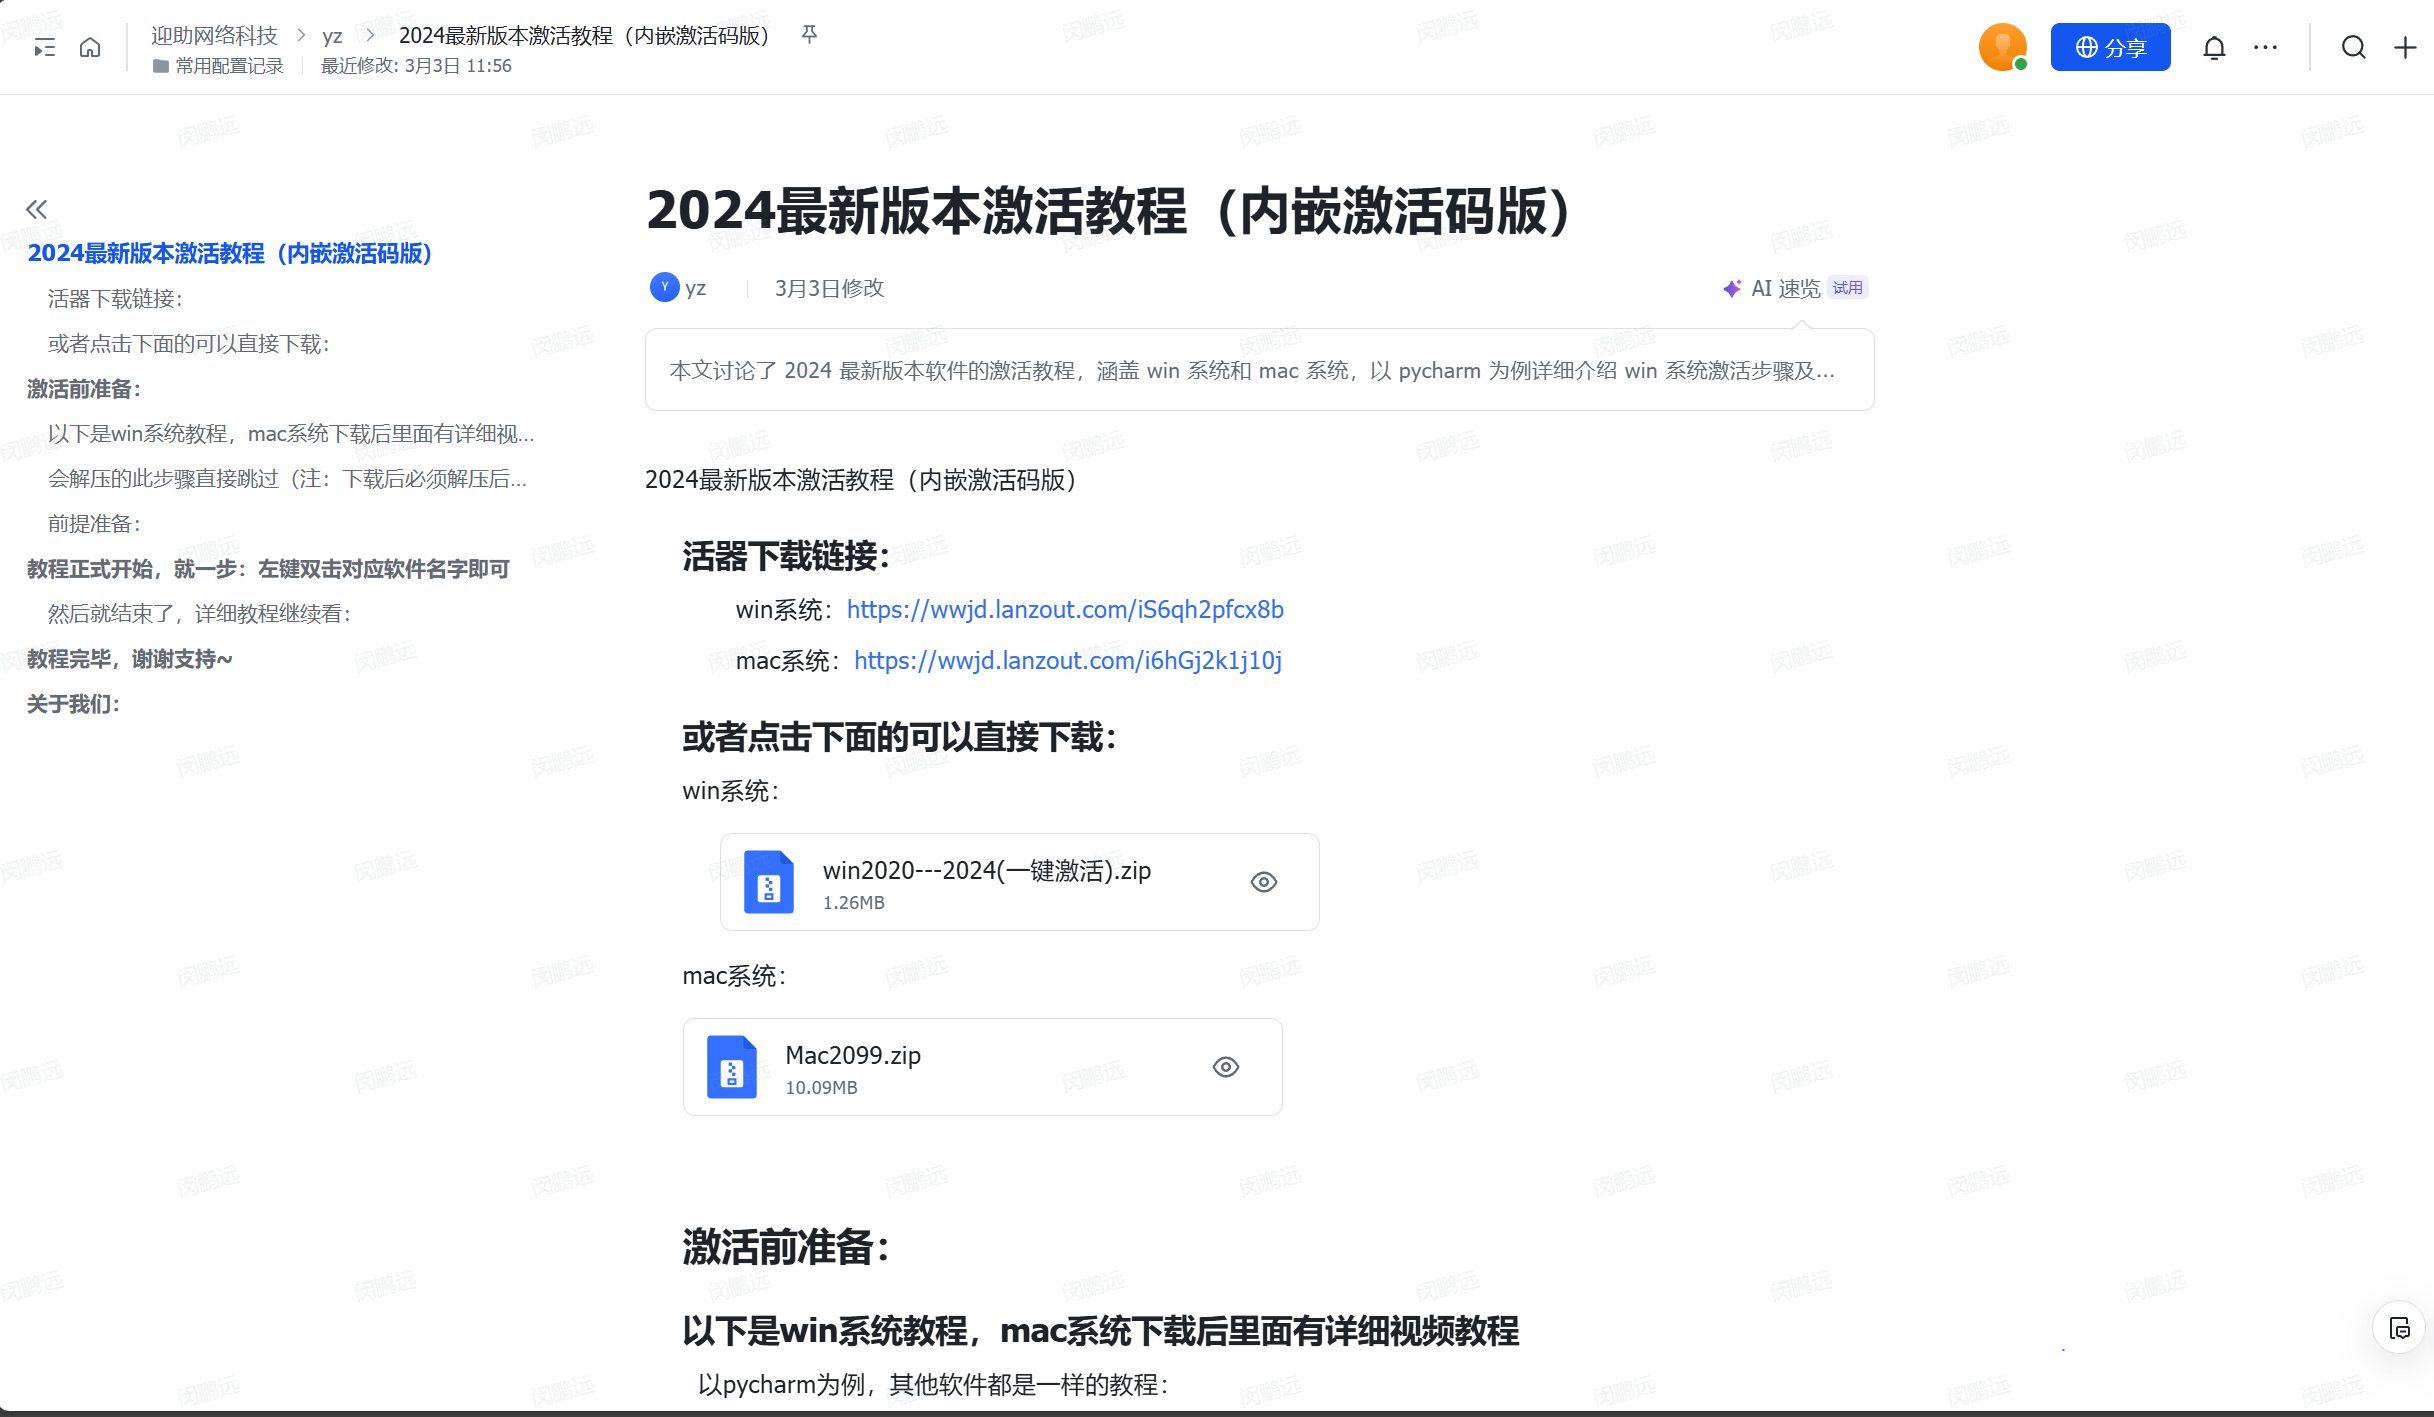 迎助网络科技 > yz > 2024最新版本激活教程（内嵌激活码版）
常用配置记录 最近修改: 3月3日 11:56
分享
2024最新版本激活教程（内嵌激活码版）
活器下载链接：
或者点击下面的可以直接下载：
激活前准备：
以下是win系统教程，mac系统下载后里面有详细视...
会解压的此步骤直接跳过（注：下载后必须解压后...
前提准备：
教程正式开始，就一步：左键双击对应软件名字即可
然后就结束了，详细教程继续看：
教程完毕，谢谢支持~
关于我们：
2024最新版本激活教程（内嵌激活码版）
Y yz 3月3日修改
AI 速览 试用
本文讨论了 2024 最新版本软件的激活教程，涵盖 win 系统和 mac 系统，以 pycharm 为例详细介绍 win 系统激活步骤及...
2024最新版本激活教程（内嵌激活码版）
活器下载链接：
win系统：https://wwjd.lanzout.com/iS6qh2pfcx8b
mac系统：https://wwjd.lanzout.com/i6hGj2k1j10j
或者点击下面的可以直接下载：
win系统：
win2020---2024(一键激活).zip
1.26MB
mac系统：
Mac2099.zip
10.09MB
激活前准备：
以下是win系统教程，mac系统下载后里面有详细视频教程
以pycharm为例，其他软件都是一样的教程：
闵鹏远